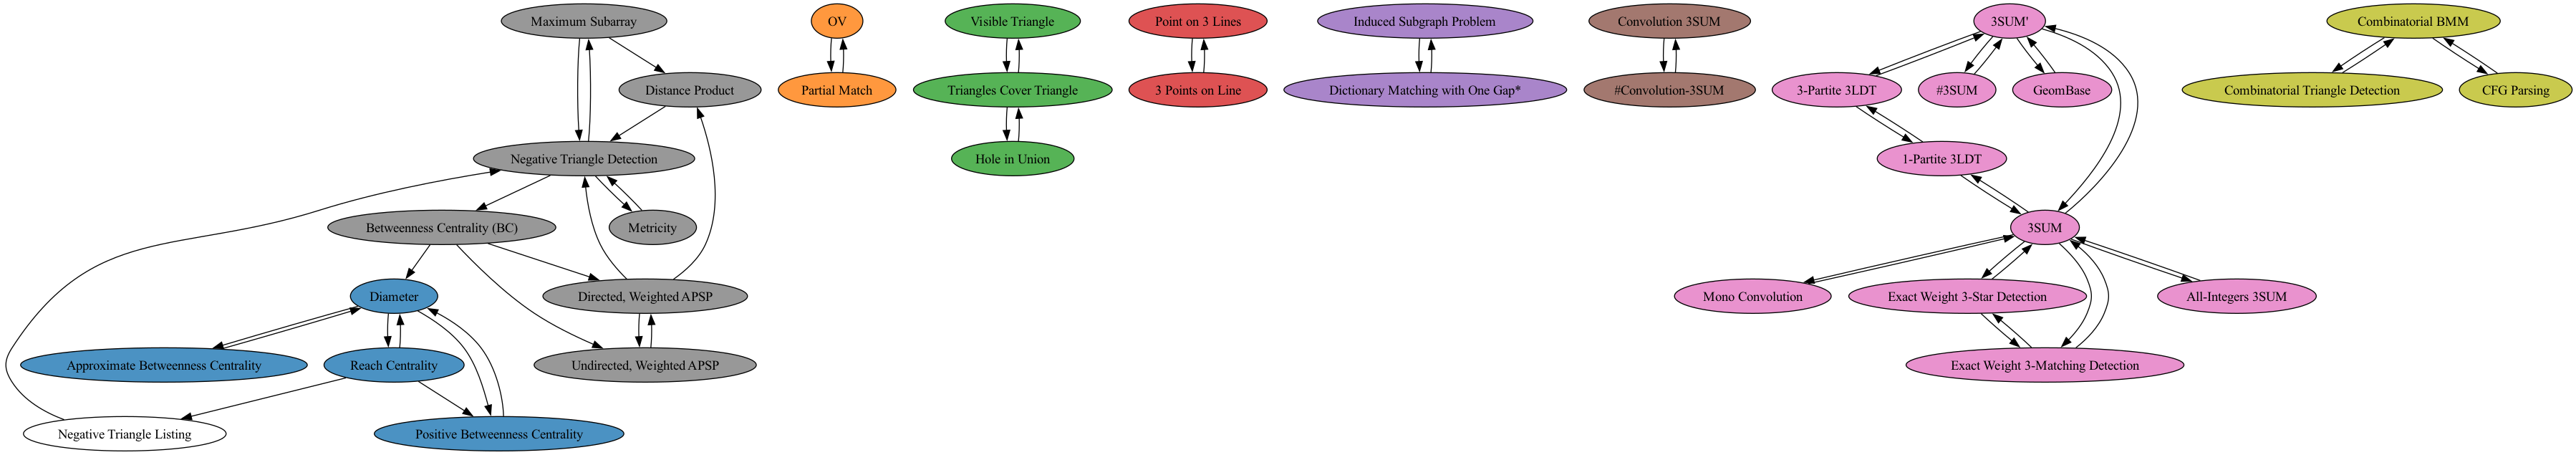 Maximum Subarray
OV
Visible Triangle
Point on 3 Lines
Induced Subgraph Problem
Convolution 3SUM
3SUM'
Combinatorial BMM
Distance Product
Partial Match
Triangles Cover Triangle
3 Points on Line
Dictionary Matching with One Gap*
#Convolution-3SUM
3-Partite 3LDT
#3SUM
GeomBase
Combinatorial Triangle Detection
CFG Parsing
Negative Triangle Detection
Hole in Union
1-Partite 3LDT
Betweenness Centrality (BC)
Metricity
3SUM
Diameter
Directed, Weighted APSP
Mono Convolution
Exact Weight 3-Star Detection
All-Integers 3SUM
Approximate Betweenness Centrality
Reach Centrality
Undirected, Weighted APSP
Exact Weight 3-Matching Detection
Negative Triangle Listing
Positive Betweenness Centrality